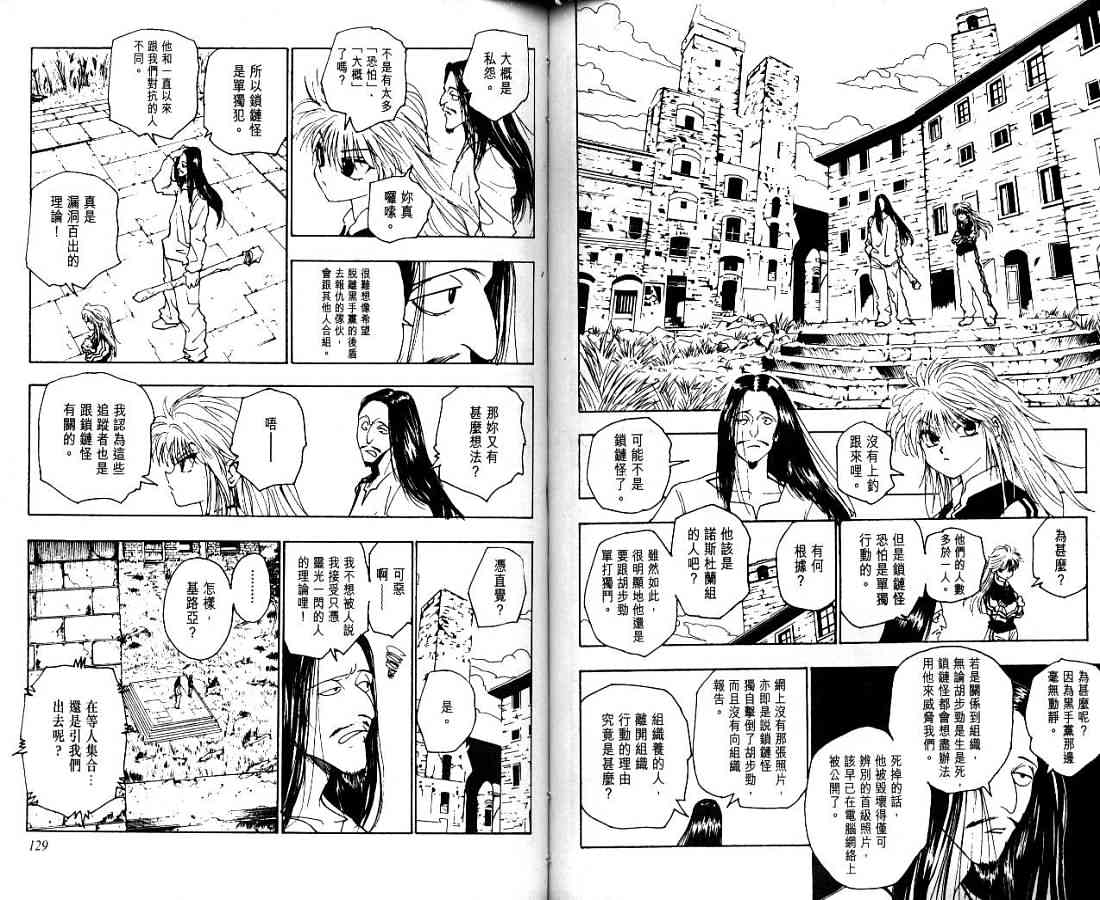 沒有上釣
跟來哩。
可能不是
鎖鏈怪了。
為甚麼？
他們的人數
多於一人。
但是鎖鏈怪
恐怕是單獨
行動的。
有何
根據？
他該是
諾斯杜蘭組
的人吧？
雖然如此，
很明顯地他還是
要跟胡步勁
單打獨鬥。
為甚麼呢？
因為黑手黨那邊
毫無動靜。
若是關係到組織，
無論胡步勁是生是死
鎖鏈怪都會想盡辦法
用他來威脅我們。
死掉的話，
他被毀壞得僅可
辨別的首級照片，
該早已在電腦網絡上
被公開了。
網上沒有那張照片
亦即是說鎖鏈怪
獨自擊倒了胡步勁
而且沒有向組織
報告。
組織養的人，
離開組織
行動的理由
究竟是甚麼？
大概是
私怨。
不是有太多
「恐怕」、
「大概」
了嗎？
妳真
囉嗦。
所以鎖鏈怪
是單獨犯。
他和一直以來
跟我們對抗的人
不同。
真是
漏洞百出的
理論！
很難想像希望
脫離黑手黨的後盾
去報仇的傢伙，
會跟其他人合組。
那妳又有
甚麼想法？
唔——
我認為這些
追蹤者也是
跟鎖鏈怪
有關的。
憑直覺？
是。
可惡
啊——
我不想被人說
我接受只憑
靈光一閃的人
的理論哩！
………
怎樣，
基路亞？
在等人集合…
還是引我們
出去呢？
129